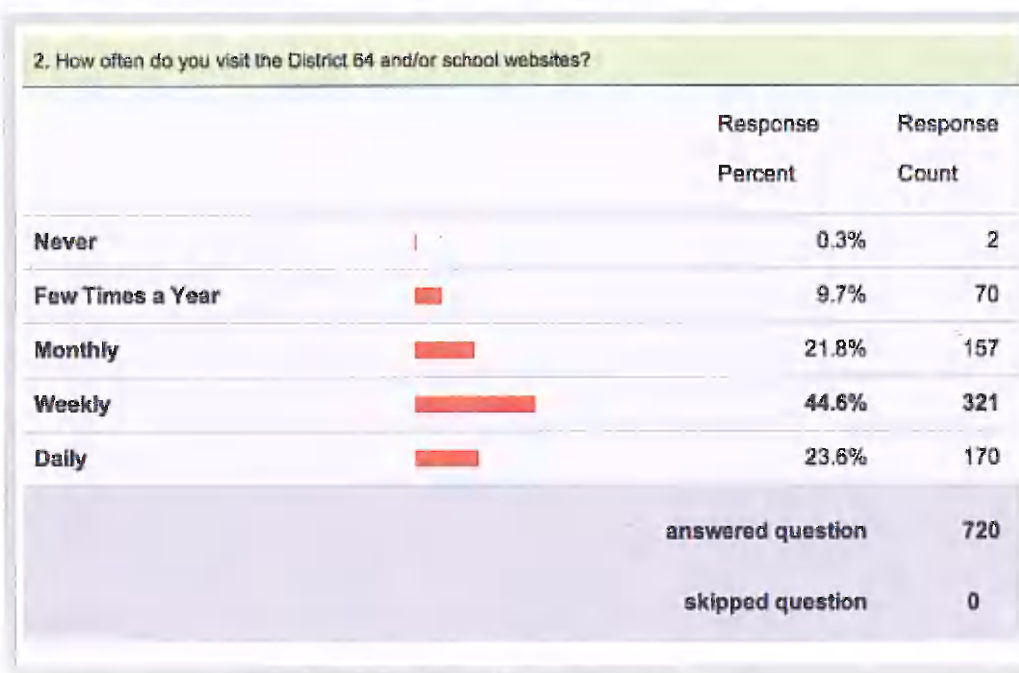 2. How often do you visit the District 64 and/or school websites?
Response Response
Percent Count
Never 0.3% 2
Few Times a Year 9.7% 70
Monthly 21.8% 157
Weekly 44.6% 321
Daily 23.6% 170
answered question 720
skipped question 0